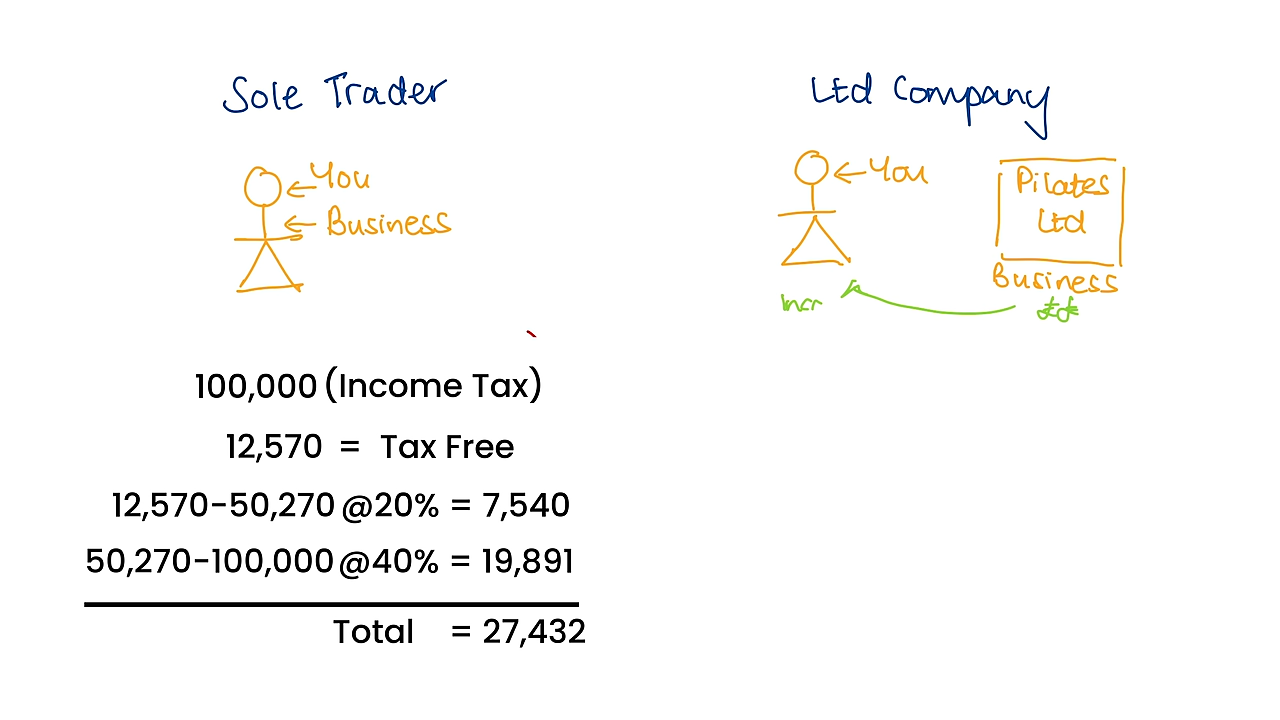 Sole Trader
You
Business
100,000 (Income Tax)
12,570 = Tax Free
12,570-50,270 @20% = 7,540
50,270-100,000 @40% = 19,891
Total = 27,432
Ltd Company
You
Pilates
Ltd
Business
Incr
££